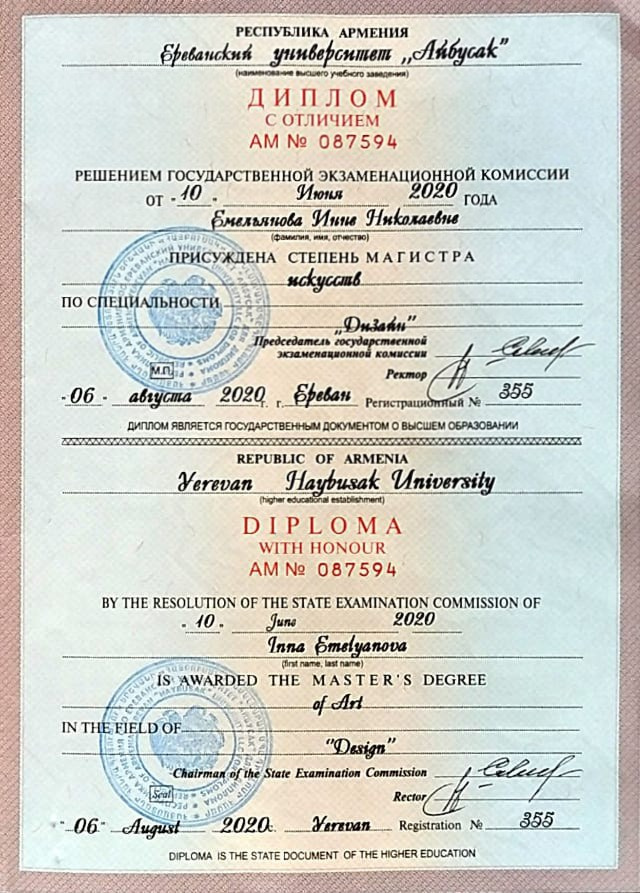 РЕСПУБЛИКА АРМЕНИЯ
Ереванский университет ,,Айбусак"
(наименование высшего учебного заведения)
ДИПЛОМ
С ОТЛИЧИЕМ
АМ № 087594
РЕШЕНИЕМ ГОСУДАРСТВЕННОЙ ЭКЗАМЕНАЦИОННОЙ КОМИССИИ
ОТ "10" Июня 2020 ГОДА
Емельянова Инне Николаевне
(фамилия, имя, отчество)
ПРИСУЖДЕНА СТЕПЕНЬ МАГИСТРА
искусств
ПО СПЕЦИАЛЬНОСТИ
„Дизайн"
Председатель государственной
экзаменационной комиссии
М.П.
Ректор
"06" августа 2020 г. г. Ереван Регистрационный № 355
ДИПЛОМ ЯВЛЯЕТСЯ ГОСУДАРСТВЕННЫМ ДОКУМЕНТОМ О ВЫСШЕМ ОБРАЗОВАНИИ
REPUBLIC OF ARMENIA
Yerevan Haybusak University
(higher educational establishment)
DIPLOMA
WITH HONOUR
AM № 087594
BY THE RESOLUTION OF THE STATE EXAMINATION COMMISSION OF
"10" June 2020
Inna Emelyanova
(first name, last name)
IS AWARDED THE MASTER'S DEGREE
of Art
IN THE FIELD OF
"Design"
Chairman of the State Examination Commission
Seal
Rector
"06" August 2020г. Yerevan Registration № 355
DIPLOMA IS THE STATE DOCUMENT OF THE HIGHER EDUCATION